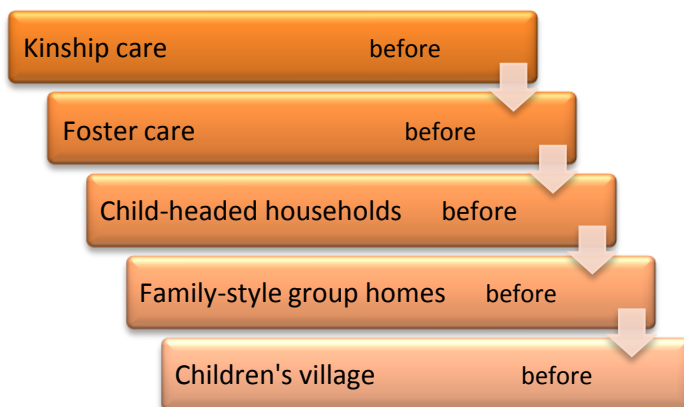 Kinship care before
Foster care before
Child-headed households before
Family-style group homes before
Children's village before